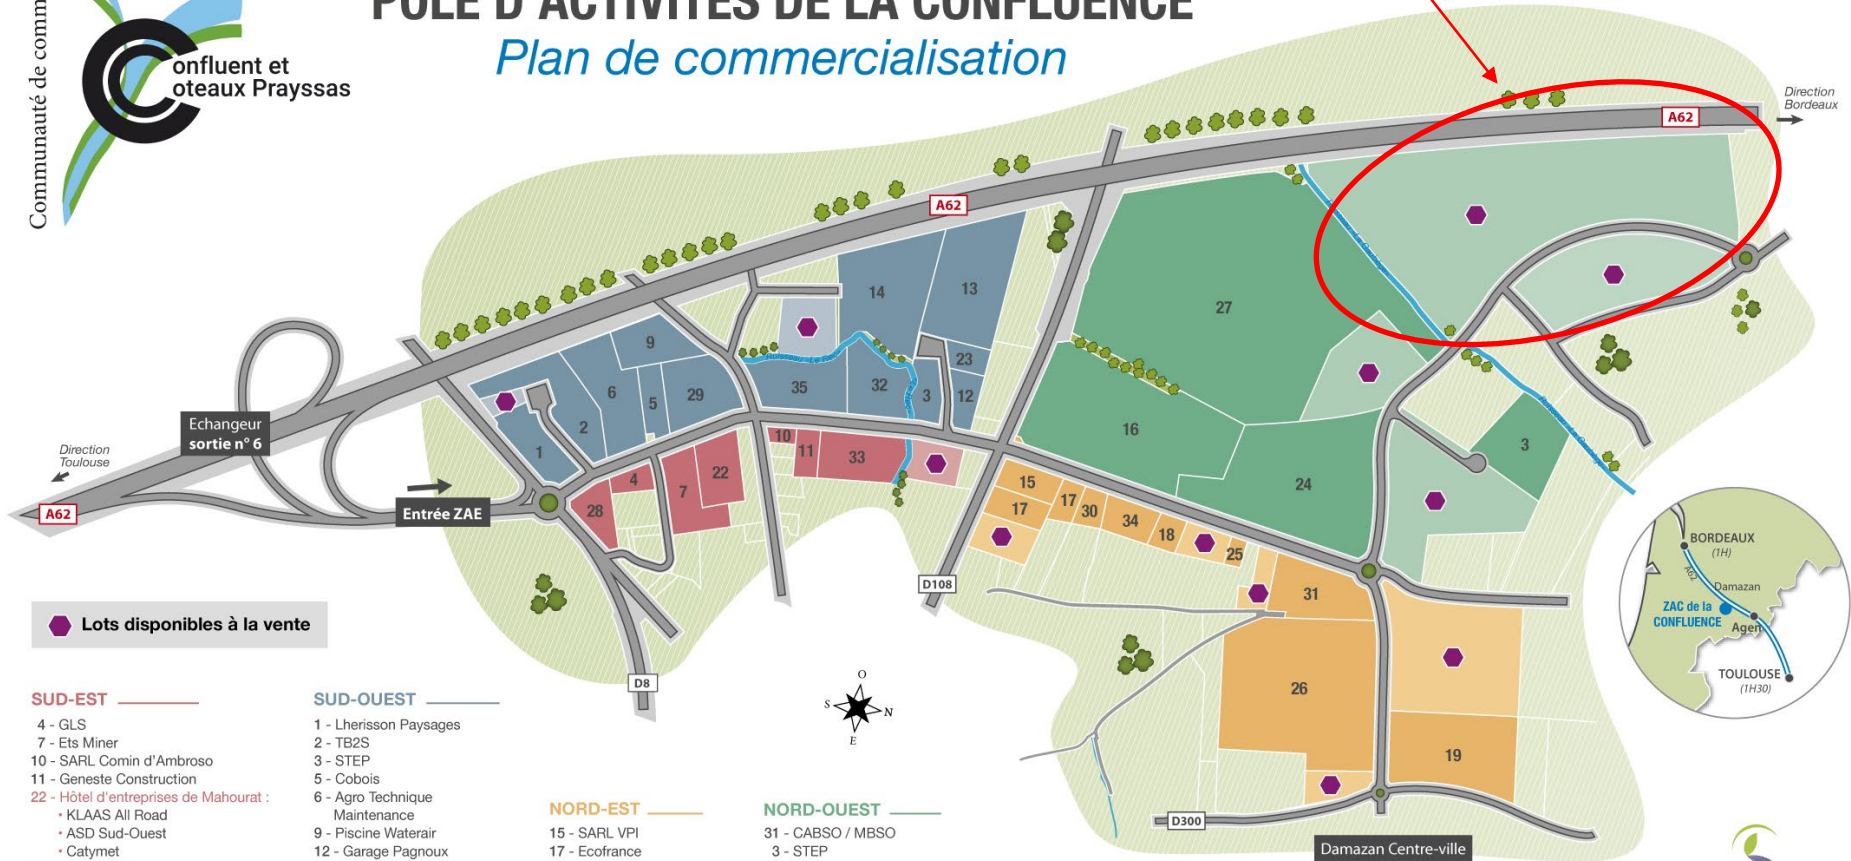 Communauté de comm
onfluent et
oteaux Prayssas
PÔLE D'ACTIVITÉS DE LA CONFLUENCE
Plan de commercialisation
Direction
Bordeaux
A62
A62
27
14
13
9
23
35
32
3
12
6
5
29
2
1
16
24
3
Echangeur
sortie n° 6
Direction
Toulouse
A62
Entrée ZAE
10
11
33
4
7
22
28
15
17
17
30
34
18
25
31
26
19
D108
D8
D300
Damazan Centre-ville
Lots disponibles à la vente
BORDEAUX
(1H)
A62
Damazan
ZAC de la
CONFLUENCE
Agen
TOULOUSE
(1H30)
O
S
N
E
SUD-EST
4 - GLS
7 - Ets Miner
10 - SARL Comin d'Ambroso
11 - Geneste Construction
22 - Hôtel d'entreprises de Mahourat :
• KLAAS All Road
• ASD Sud-Ouest
• Catymet
SUD-OUEST
1 - Lherisson Paysages
2 - TB2S
3 - STEP
5 - Cobois
6 - Agro Technique
Maintenance
9 - Piscine Waterair
12 - Garage Pagnoux
NORD-EST
15 - SARL VPI
17 - Ecofrance
NORD-OUEST
31 - CABSO / MBSO
3 - STEP